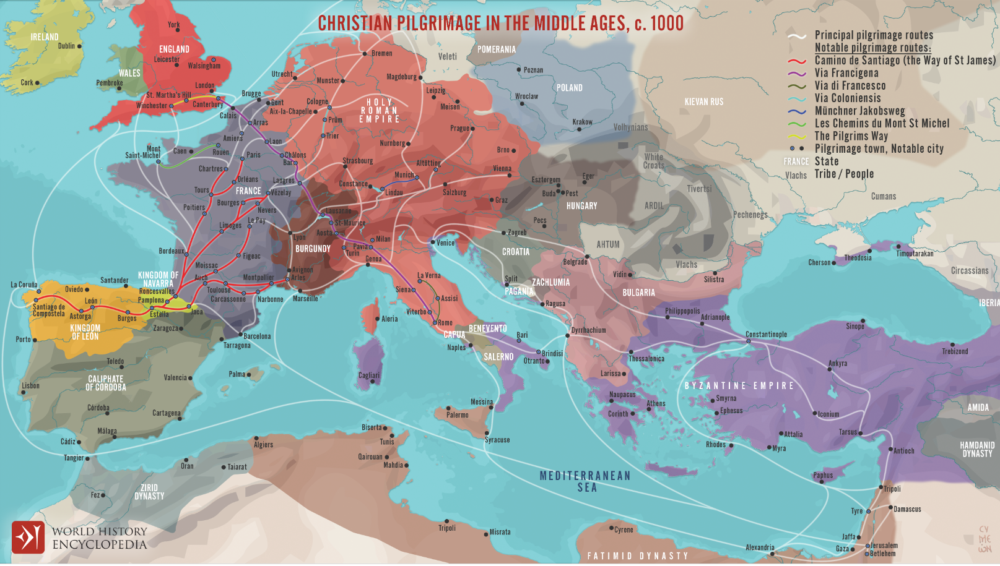 CHRISTIAN PILGRIMAGE IN THE MIDDLE AGES, c. 1000
Principal pilgrimage routes
Notable pilgrimage routes:
Camino de Santiago (the Way of St James)
Via Francigena
Via di Francesco
Via Coloniensis
Münchner Jakobsweg
Les Chemins du Mont St Michel
The Pilgrims Way
Pilgrimage town, Notable city
FRANCE State
Vlachs Tribe / People
IRELAND
Dublin
Cork
York
ENGLAND
Leicester
Walsingham
WALES
Pembroke
London
St. Martha's Hill
Winchester
Canterbury
Calais
Brugge
Gent
Utrecht
Bremen
Munster
Magdeburg
Cologne
Aix-la-Chapelle
HOLY
ROMAN
EMPIRE
Leipzig
Meisen
Prüm
Trier
Prague
Nurnberg
Brno
Veleti
POMERANIA
Poznan
POLAND
Wroclaw
Krakow
Volhynians
KIEVAN RUS
White
Croats
Tivertsi
Cumans
Pechenegs
Arras
Amiens
Laon
Mont
Saint-Michel
Caen
Rouen
Paris
Châlons
Barc
Chartres
Orléans
Langres
Tours
FRANCE
Vézelay
Bourges
Poitiers
Nevers
Limoges
Le Puy
Bordeaux
Figeac
Moissac
Auch
Toulouse
Montpellier
Carcassonne
Narbonne
Arles
Avignon
Marseille
Lyon
BURGUNDY
Strasbourg
Constance
Munich
Altötting
Lindau
Salzburg
Vienna
Graz
Lausanne
St-Maurice
Aosta
Milan
Pavia
Turin
Genoa
Venice
Esztergom
Eger
Buda
Pest
HUNGARY
ARDIL
Pecs
Zagreb
CROATIA
AHTUM
Belgrade
Vlachs
Vidin
Silistra
BULGARIA
Split
PAGANIA
ZACHLUMIA
Ragusa
Cherson
Theodosia
Timoutarakan
Circassians
IBERIA
La Coruña
Oviedo
Santander
KINGDOM OF
NAVARRA
Roncesvalles
Pamplona
Estella
Jaca
Santiago de
Compostela
León
Astorga
Burgos
KINGDOM
OF LEÓN
Porto
Zaragoza
Barcelona
Tarragona
Toledo
CALIPHATE
OF CORDOBA
Valencia
Palma
Lisbon
Córdoba
Cartagena
Málaga
Cádiz
Tangier
Oran
Taiarat
Algiers
ZIRID
DYNASTY
Fez
La Verna
Siena
Assisi
Viterbo
Rome
Aleria
Cagliari
CAPUA
BENEVENTO
Naples
SALERNO
Bari
Brindisi
Otranto
Messina
Palermo
Syracuse
Biserta
Tunis
Qairouan
Mahdia
Tripoli
Misrata
Dyrrhachium
Thessalonica
Larissa
Naupacus
Athens
Corinth
Philippopolis
Adrianople
Constantinople
Sinope
Trebizond
Ankyra
BYZANTINE EMPIRE
Smyrna
Ephesus
Iconium
Attalia
Tarsus
Rhodes
Myra
Antioch
AMIDA
HAMDANID
DYNASTY
MEDITERRANEAN
SEA
Paphus
Tripoli
Damascus
Tyre
Jaffa
Gaza
Jerusalem
Betlehem
Cyrene
Alexandria
FATIMID DYNASTY
WORLD HISTORY
ENCYCLOPEDIA